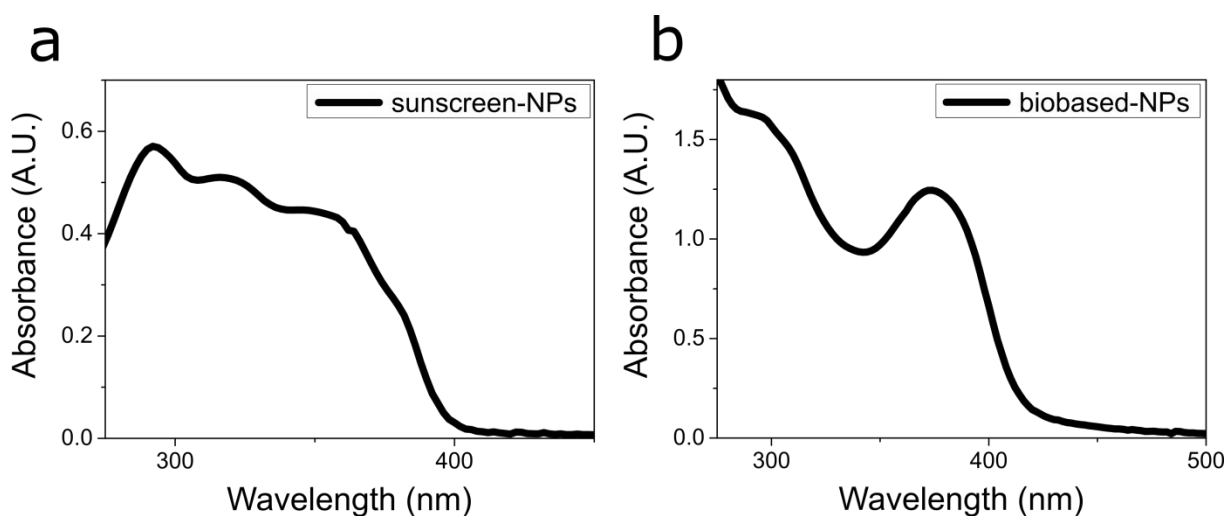 a
sunscreen-NPs
Absorbance (A.U.)
0.6
0.4
0.2
0.0
300
400
Wavelength (nm)
b
biobased-NPs
Absorbance (A.U.)
1.5
1.0
0.5
0.0
300
400
500
Wavelength (nm)